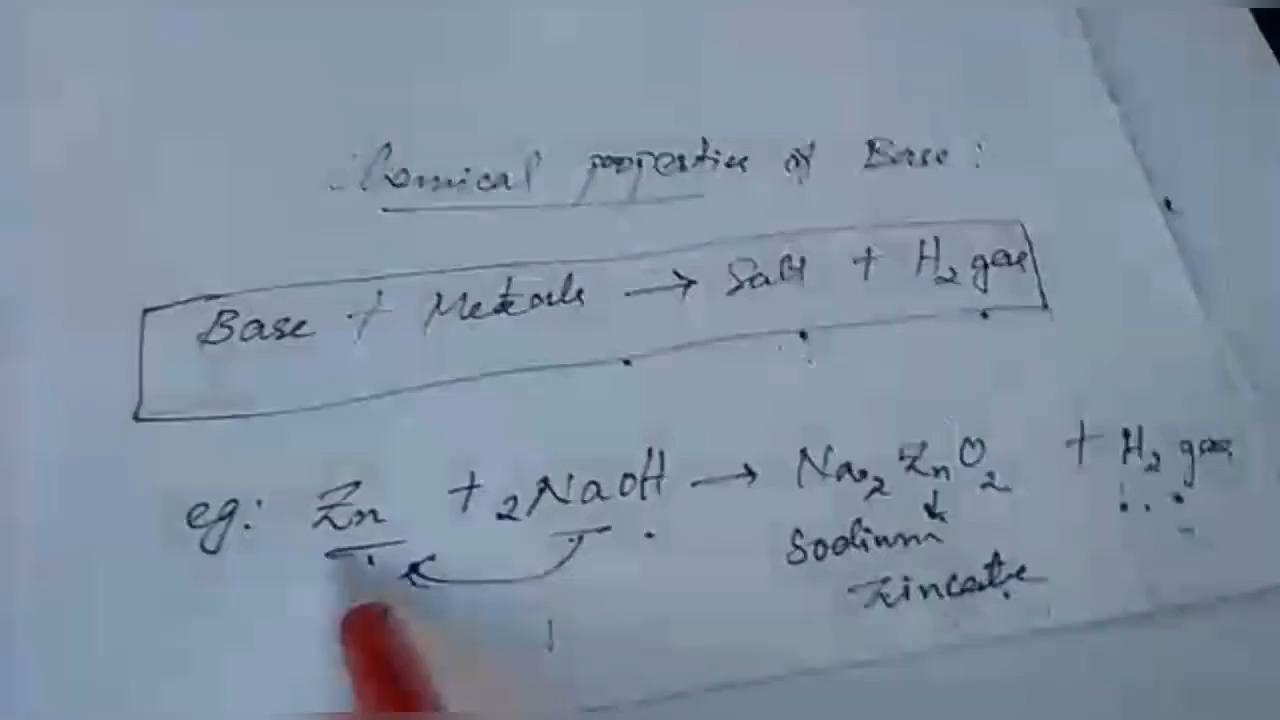 Chemical properties of Base:
Base + Metals → Salt + H₂ gas
eg: Zn + 2NaOH → Na₂ZnO₂ + H₂ gas
Sodium
zincate